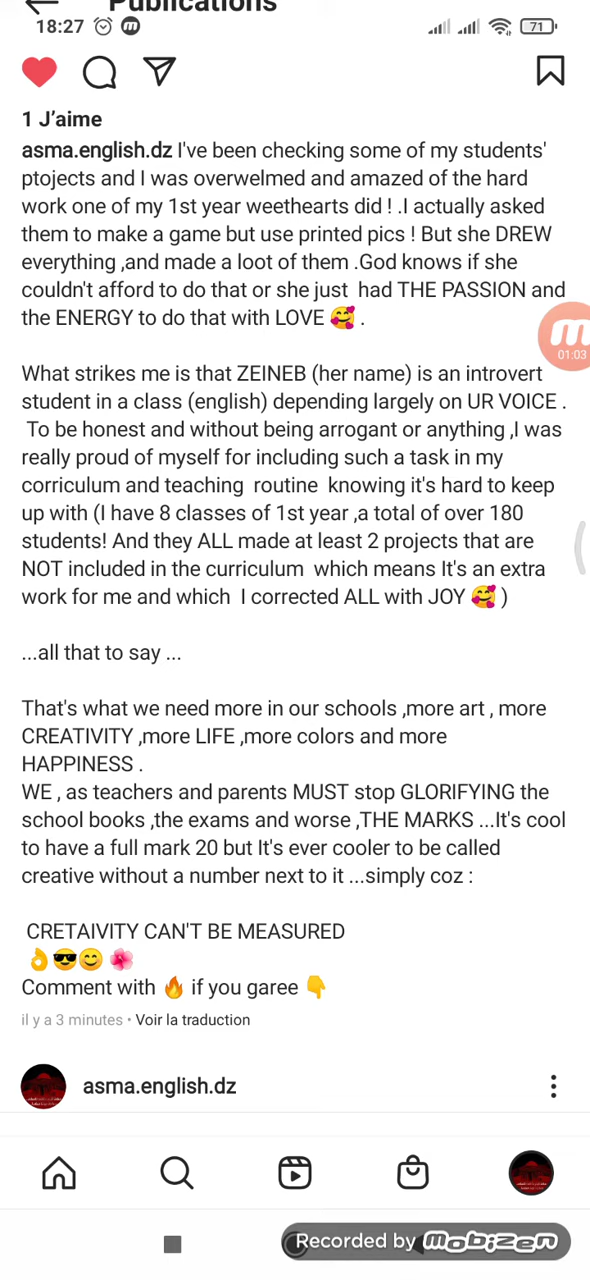 Publications
18:27
71
1 J'aime
asma.english.dz I've been checking some of my students'
ptojects and I was overwelmed and amazed of the hard
work one of my 1st year weethearts did ! .I actually asked
them to make a game but use printed pics ! But she DREW
everything ,and made a loot of them .God knows if she
couldn't afford to do that or she just had THE PASSION and
the ENERGY to do that with LOVE 🥰 .
01:03
What strikes me is that ZEINEB (her name) is an introvert
student in a class (english) depending largely on UR VOICE .
To be honest and without being arrogant or anything ,I was
really proud of myself for including such a task in my
corriculum and teaching routine knowing it's hard to keep
up with (I have 8 classes of 1st year ,a total of over 180
students! And they ALL made at least 2 projects that are
NOT included in the curriculum which means It's an extra
work for me and which I corrected ALL with JOY 🥰 )
...all that to say ...
That's what we need more in our schools ,more art , more
CREATIVITY ,more LIFE ,more colors and more
HAPPINESS .
WE , as teachers and parents MUST stop GLORIFYING the
school books ,the exams and worse ,THE MARKS ...It's cool
to have a full mark 20 but It's ever cooler to be called
creative without a number next to it ...simply coz :
CRETAIVITY CAN'T BE MEASURED
👌😎😊 🌺
Comment with 🔥 if you garee 👇
il y a 3 minutes • Voir la traduction
asma.english.dz
Recorded by mobizen